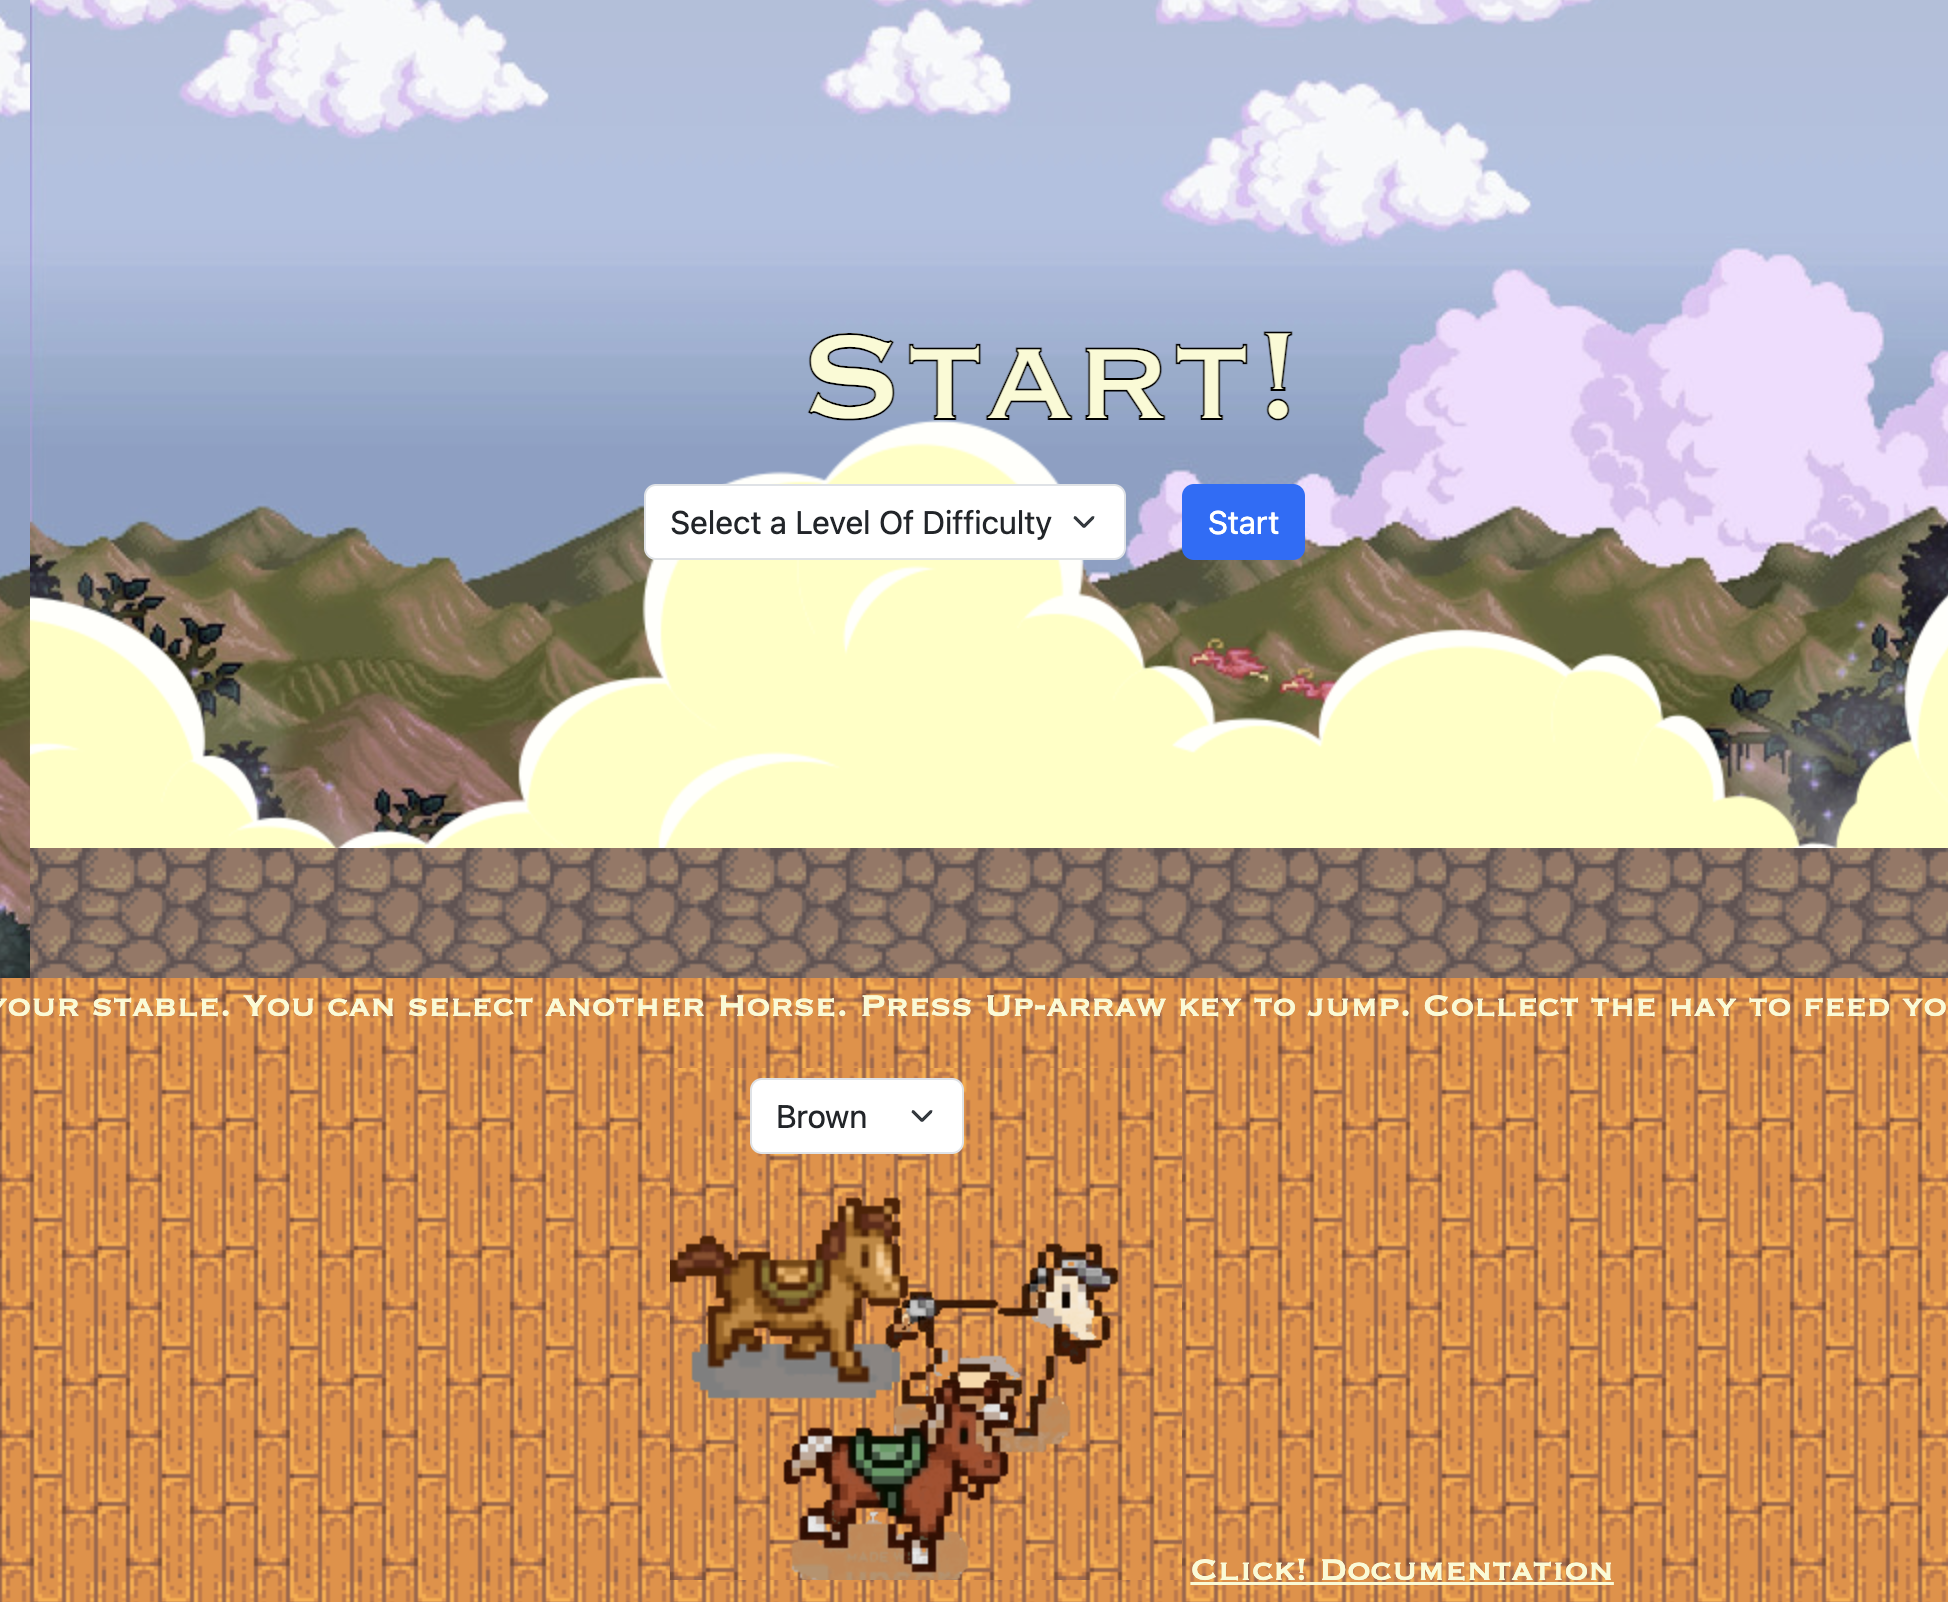 Start!
Select a Level Of Difficulty
Start
your stable. You can select another Horse. Press Up-arraw key to jump. Collect the hay to feed yo
Brown
Click! Documentation